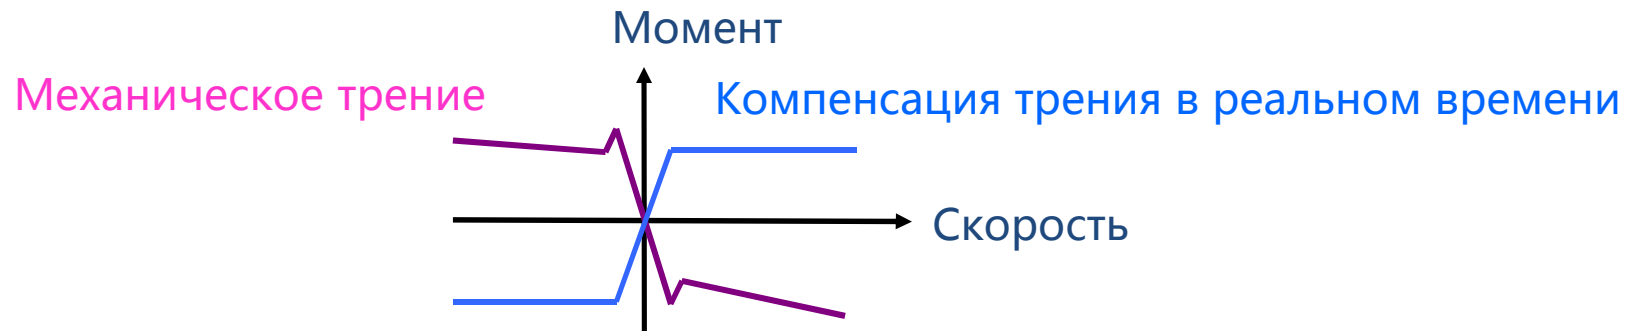 Момент
Механическое трение
Компенсация трения в реальном времени
Скорость